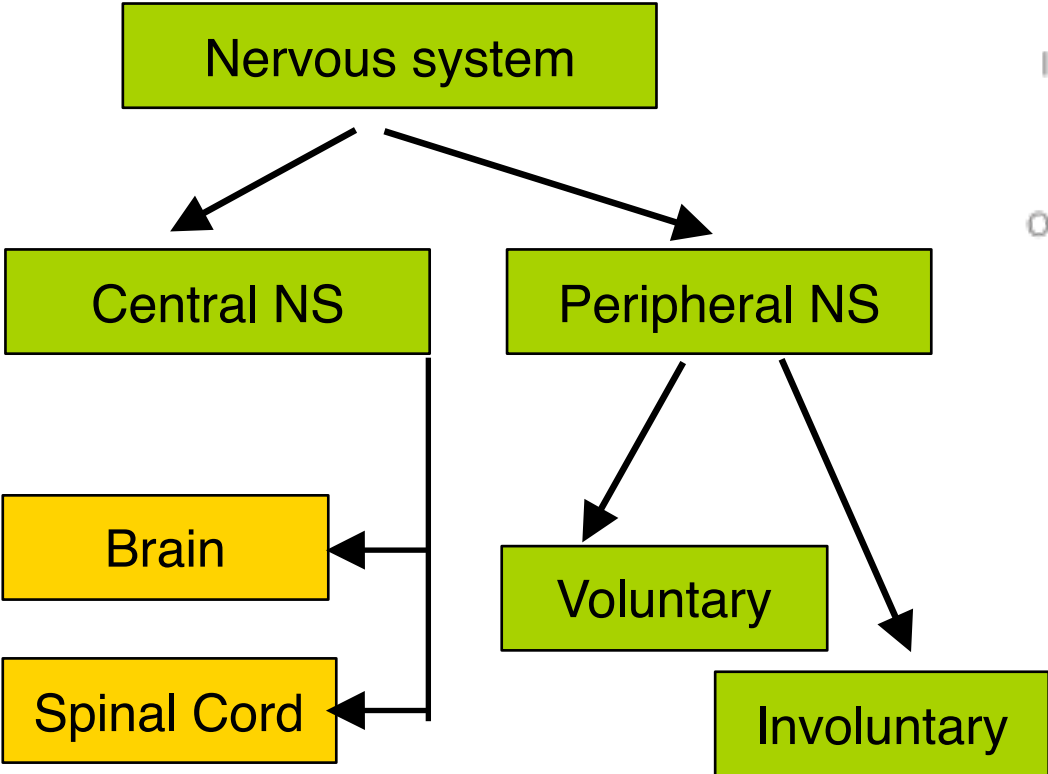 Nervous system
Central NS
Peripheral NS
Brain
Voluntary
Spinal Cord
Involuntary